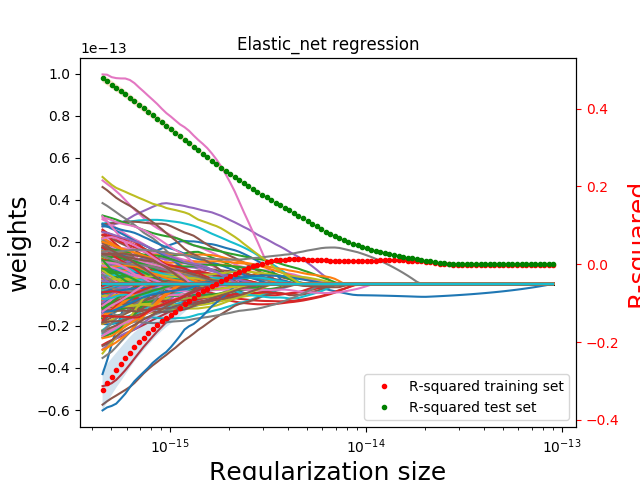 Elastic_net regression
1e−13
1.0
0.8
0.6
0.4
0.2
0.0
−0.2
−0.4
−0.6
weights
0.4
0.2
0.0
−0.2
−0.4
R-squared
R-squared training set
R-squared test set
10−15
10−14
10−13
Regularization size